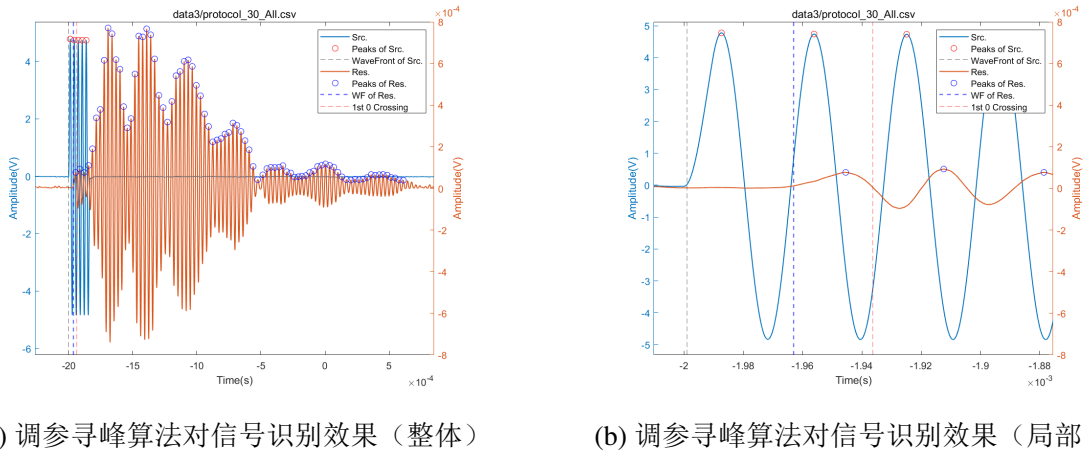 data3/protocol_30_All.csv
Src.
Peaks of Src.
WaveFront of Src.
Res.
Peaks of Res.
WF of Res.
1st 0 Crossing
Amplitude(V)
4
2
0
-2
-4
-6
8
6
4
2
0
-2
-4
-6
-8
×10⁻⁴
Amplitude(V)
-20
-15
-10
-5
0
5
Time(s)
×10⁻⁴
data3/protocol_30_All.csv
Src.
Peaks of Src.
WaveFront of Src.
Res.
Peaks of Res.
WF of Res.
1st 0 Crossing
Amplitude(V)
5
4
3
2
1
0
-1
-2
-3
-4
-5
8
6
4
2
0
-2
-4
-6
-8
×10⁻⁴
Amplitude(V)
-2
-1.98
-1.96
-1.94
-1.92
-1.9
-1.88
Time(s)
×10⁻³
) 调参寻峰算法对信号识别效果（整体）
(b) 调参寻峰算法对信号识别效果（局部